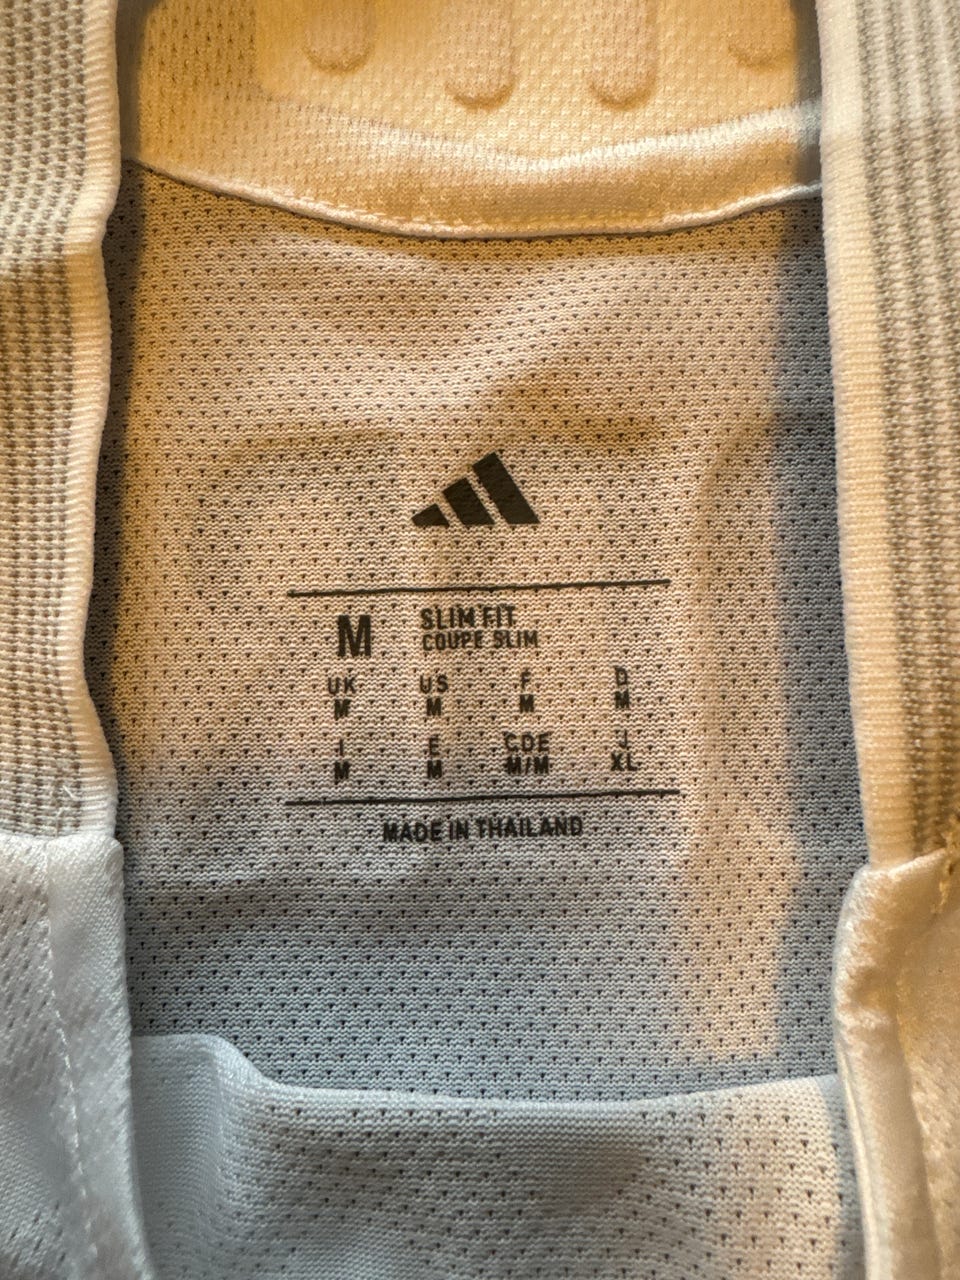 M SLIM FIT
COUPE SLIM
UK US F D
M M M M
I E CDE J
M M M/M XL
MADE IN THAILAND